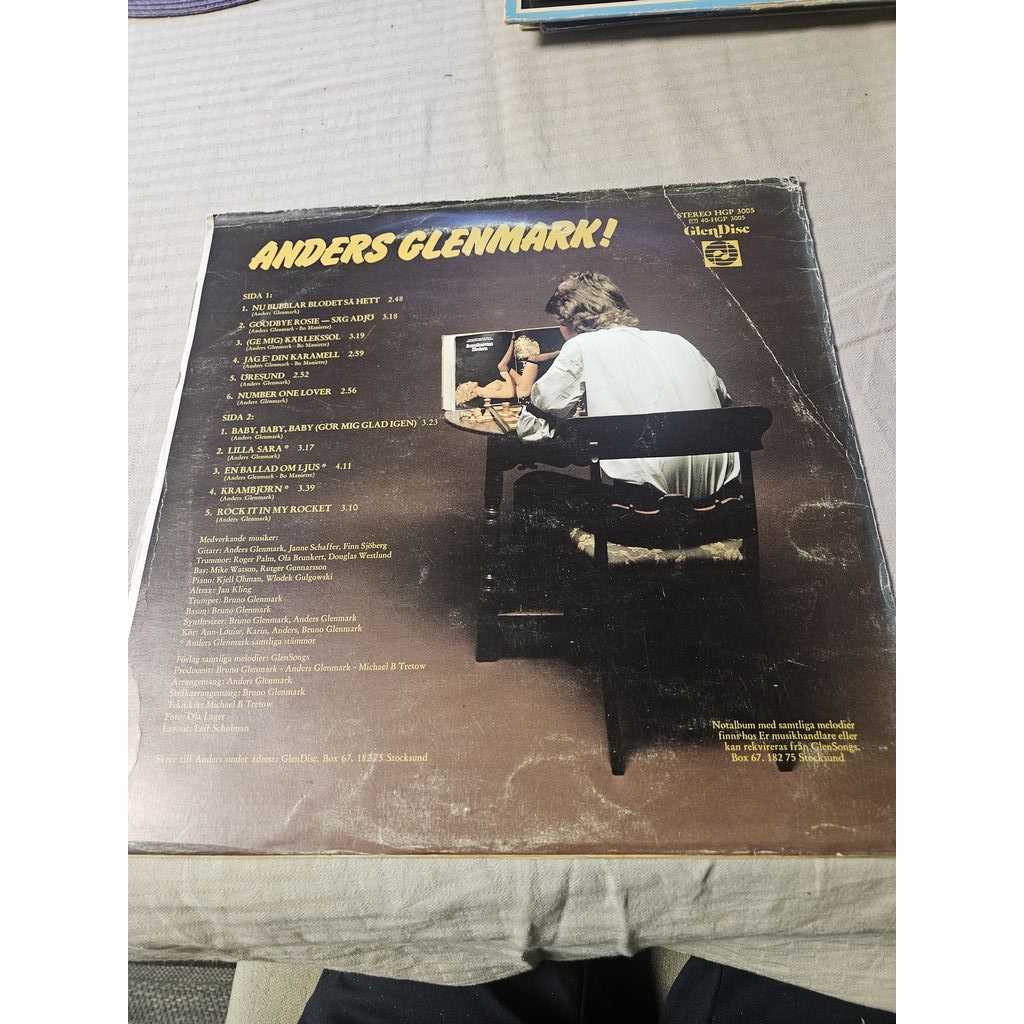 STEREO HGP 3005
40-HGP 3005
GlenDisc
ANDERS GLENMARK!
SIDA 1:
1. NU BUBBLAR BLODET SÅ HETT 2.48
(Anders Glenmark)
2. GOODBYE ROSIE — SÄG ADJÖ 3.18
(Anders Glenmark - Bo Maniette)
3. (GE MIG) KÄRLEKSSOL 3.19
(Anders Glenmark - Bo Maniette)
4. JAG E' DIN KARAMELL 2.59
(Anders Glenmark - Bo Maniette)
5. ÖRESUND 2.52
(Anders Glenmark)
6. NUMBER ONE LOVER 2.56
(Anders Glenmark)
SIDA 2:
1. BABY, BABY, BABY (GÖR MIG GLAD IGEN) 3.23
(Anders Glenmark)
2. LILLA SARA * 3.17
(Anders Glenmark)
3. EN BALLAD OM LJUS * 4.11
(Anders Glenmark - Bo Maniette)
4. KRAMBJÖRN * 3.39
(Anders Glenmark)
5. ROCK IT IN MY ROCKET 3.10
(Anders Glenmark)
Medverkande musiker:
Gitarr: Anders Glenmark, Janne Schaffer, Finn Sjöberg
Trummor: Roger Palm, Ola Brunkert, Douglas Westlund
Bas: Mike Watson, Rutger Gunnarsson
Piano: Kjell Öhman, Wlodek Gulgowski
Altsax: Jan Kling
Trumpet: Bruno Glenmark
Basun: Bruno Glenmark
Synthesizer: Bruno Glenmark, Anders Glenmark
Kör: Ann-Louise, Karin, Anders, Bruno Glenmark
* Anders Glenmark samtliga stämmor
Förlag samtliga melodier: GlenSongs
Producent: Bruno Glenmark - Anders Glenmark - Michael B Tretow
Arrangemang: Anders Glenmark
Stråkarrangemang: Bruno Glenmark
Tekniker: Michael B Tretow
Foto: Ola Lager
Layout: Leif Schulman
Skriv till Anders under adress: GlenDisc. Box 67. 182 75 Stocksund
Notalbum med samtliga melodier
finns hos Er musikhandlare eller
kan rekvireras från GlenSongs.
Box 67. 182 75 Stocksund